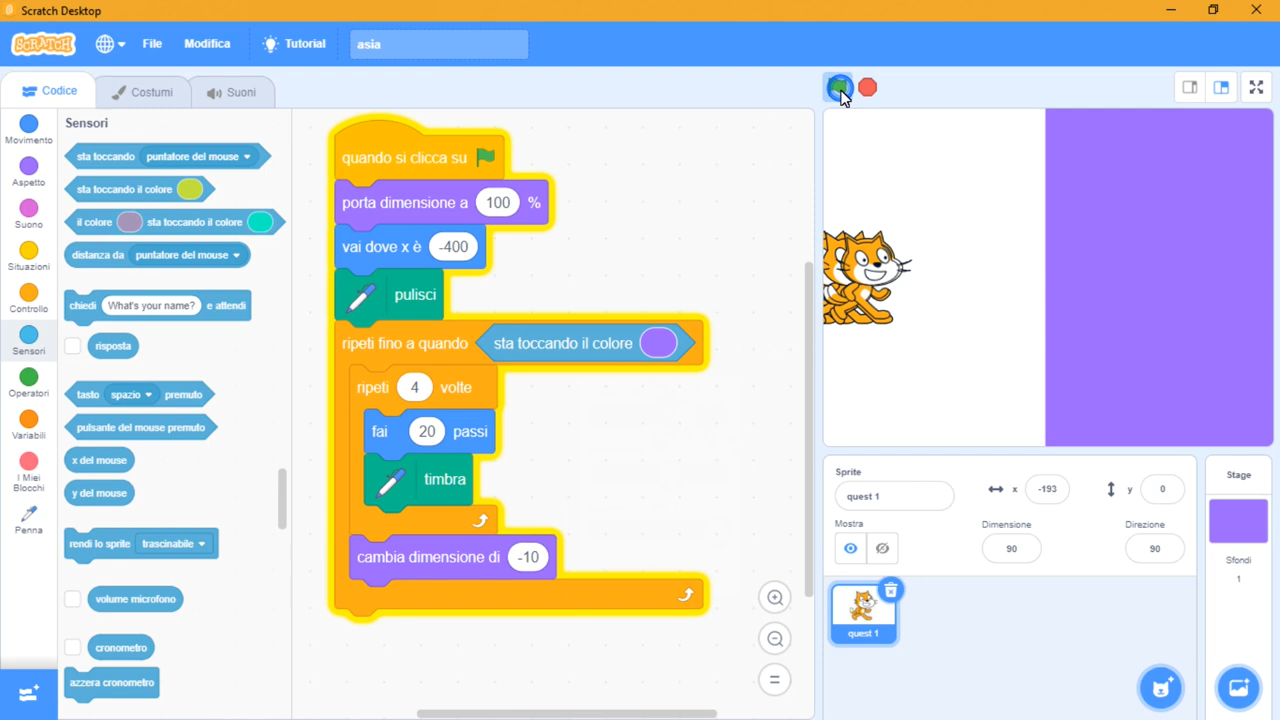 Scratch Desktop
SCRATCH
File
Modifica
Tutorial
asia
Codice
Costumi
Suoni
Movimento
Aspetto
Suono
Situazioni
Controllo
Sensori
Operatori
Variabili
I Miei
Blocchi
Penna
Sensori
sta toccando puntatore del mouse
sta toccando il colore
il colore sta toccando il colore
distanza da puntatore del mouse
chiedi What's your name? e attendi
risposta
tasto spazio premuto
pulsante del mouse premuto
x del mouse
y del mouse
rendi lo sprite trascinabile
volume microfono
cronometro
azzera cronometro
quando si clicca su
porta dimensione a 100 %
vai dove x è -400
pulisci
ripeti fino a quando sta toccando il colore
ripeti 4 volte
fai 20 passi
timbra
cambia dimensione di -10
Sprite
quest 1
x -193
y 0
Mostra
Dimensione
90
Direzione
90
quest 1
Stage
Sfondi
1